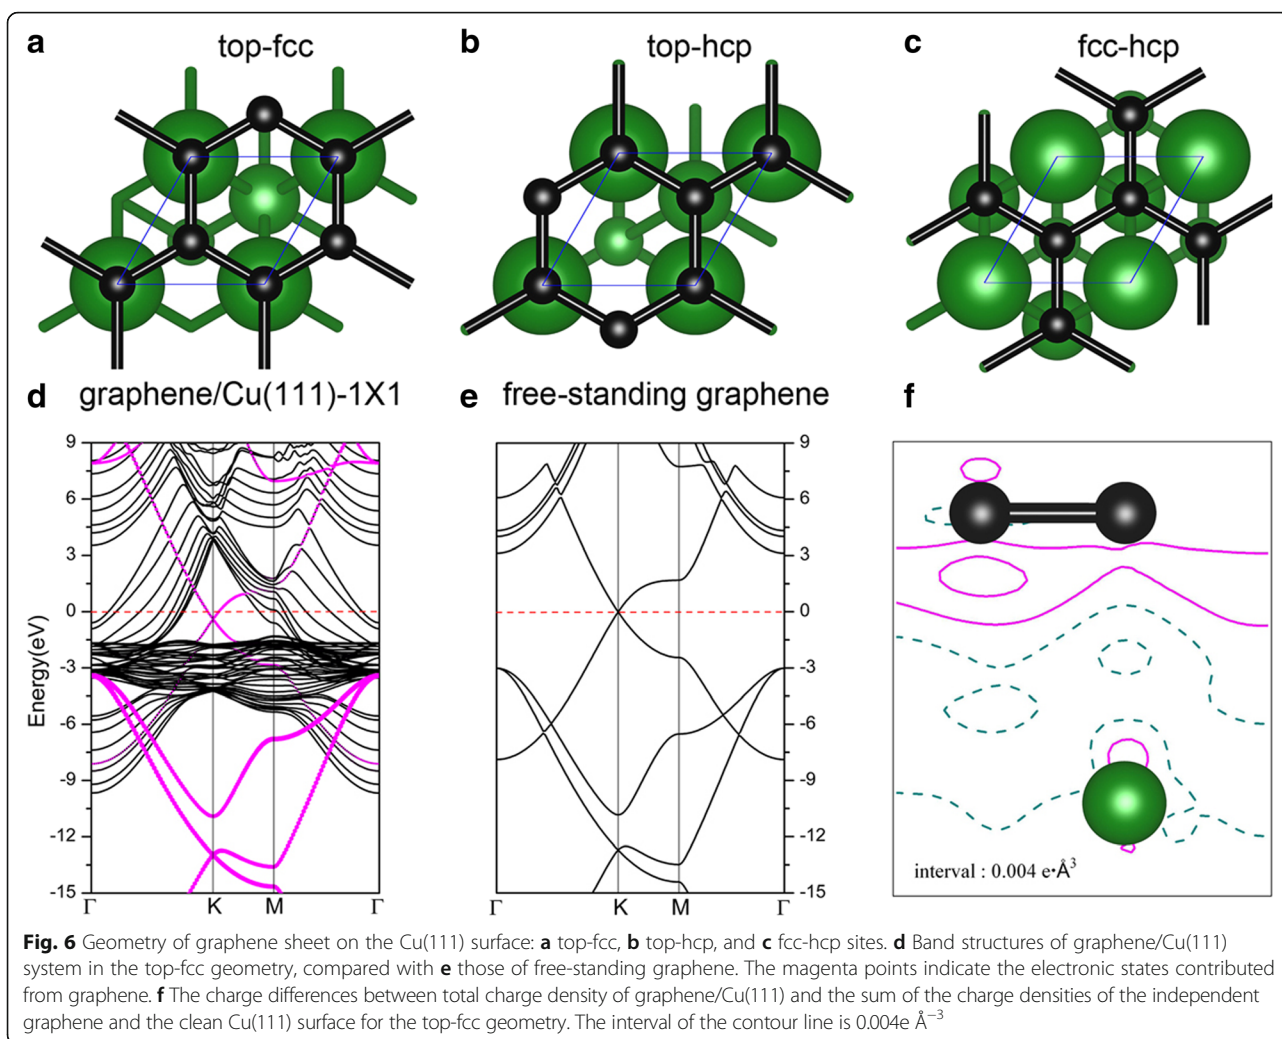 a top-fcc
b top-hcp
c fcc-hcp
d graphene/Cu(111)-1X1
e free-standing graphene
f
Energy(eV)
9
6
3
0
-3
-6
-9
-12
-15
Γ K M Γ
9
6
3
0
-3
-6
-9
-12
-15
Γ K M Γ
interval : 0.004 e·Å³
Fig. 6 Geometry of graphene sheet on the Cu(111) surface: a top-fcc, b top-hcp, and c fcc-hcp sites. d Band structures of graphene/Cu(111)
system in the top-fcc geometry, compared with e those of free-standing graphene. The magenta points indicate the electronic states contributed
from graphene. f The charge differences between total charge density of graphene/Cu(111) and the sum of the charge densities of the independent
graphene and the clean Cu(111) surface for the top-fcc geometry. The interval of the contour line is 0.004e Å⁻³